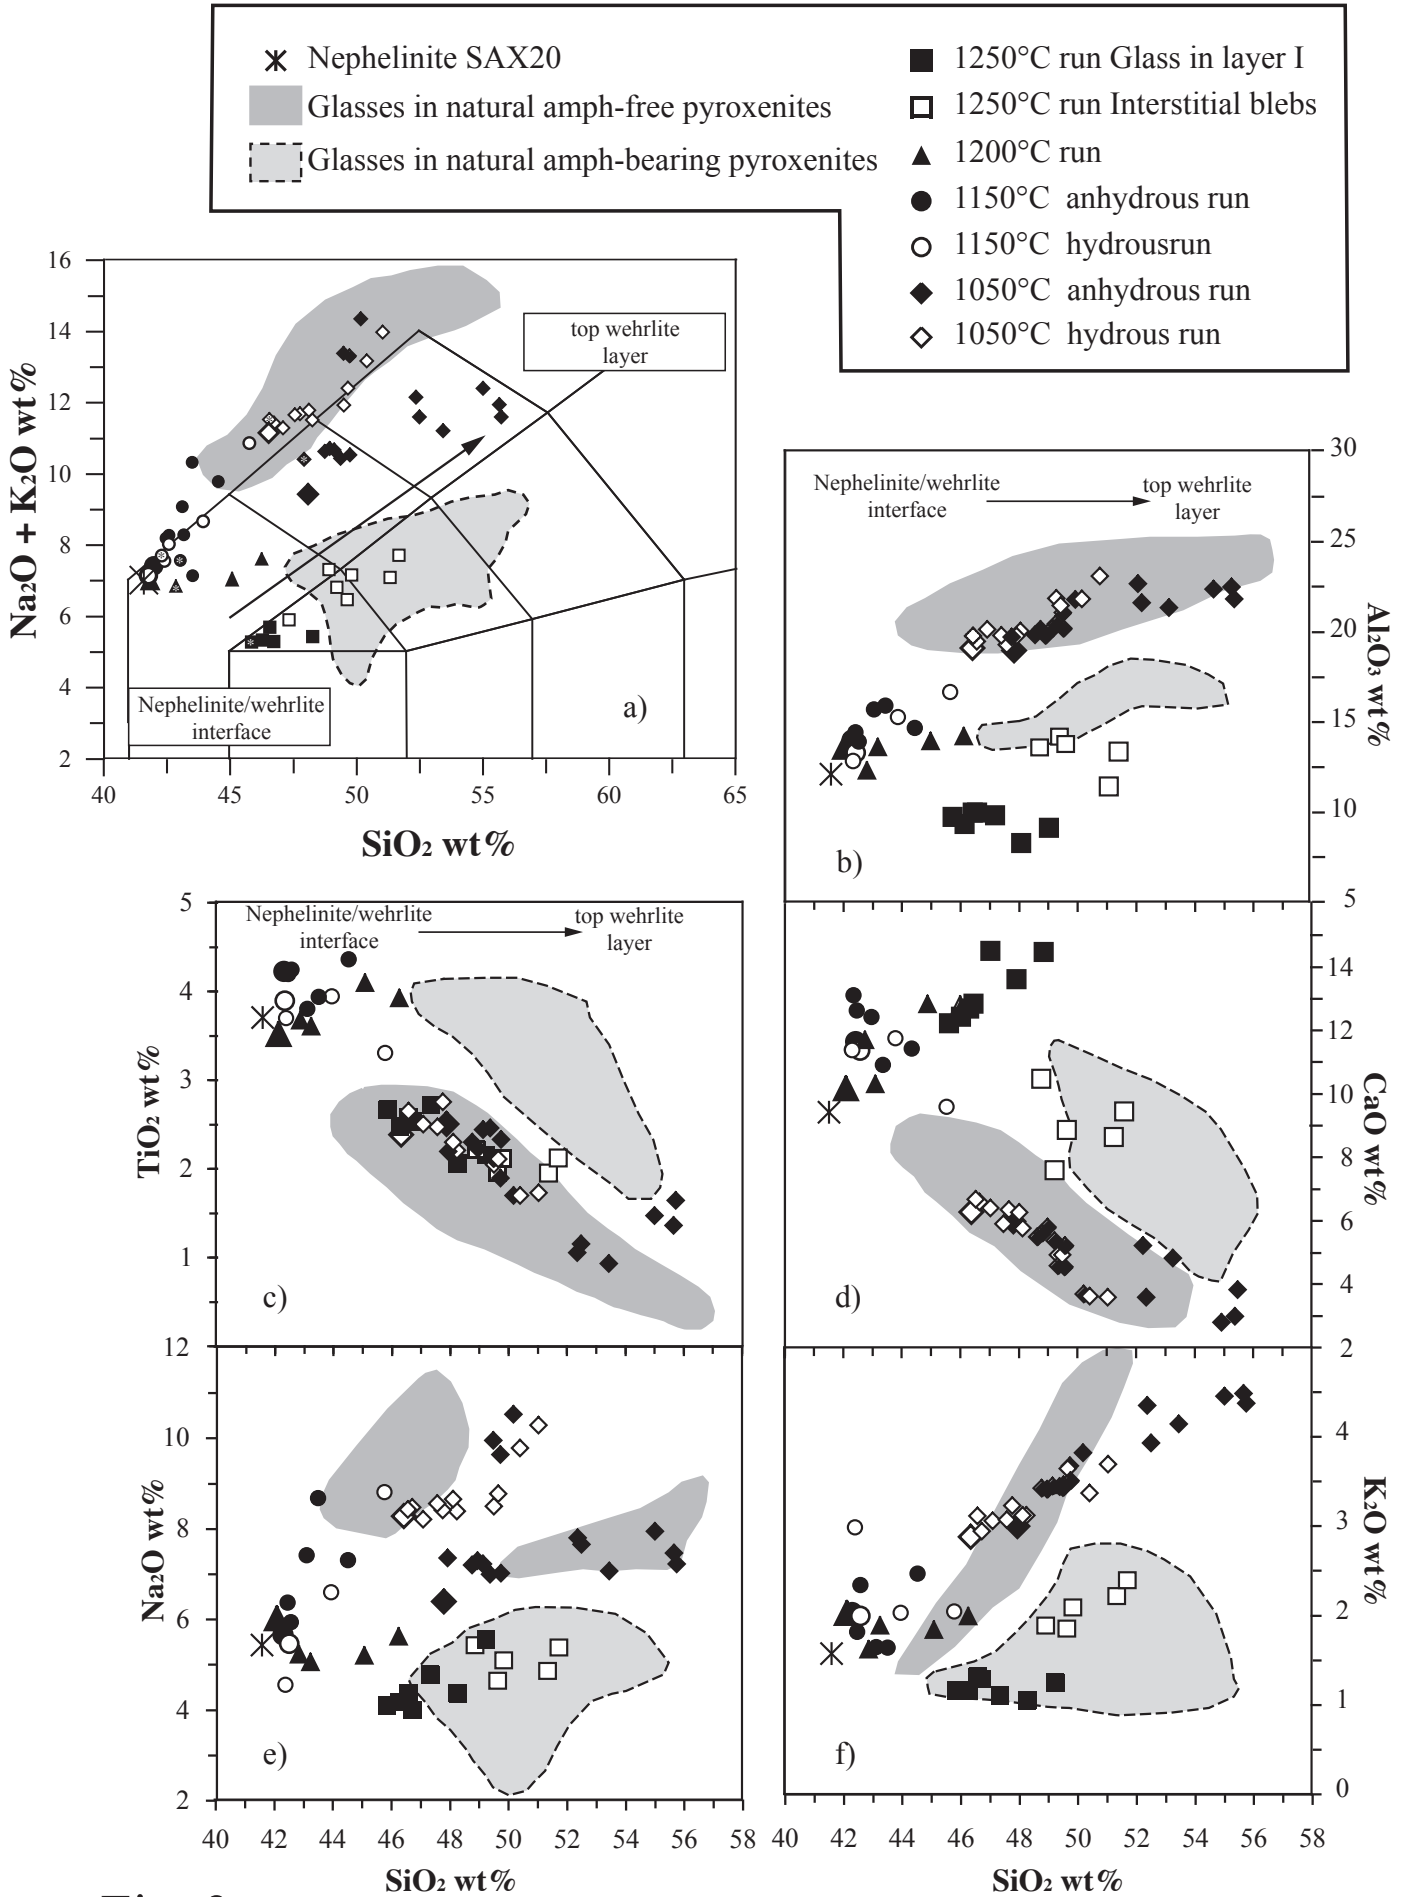 Nephelinite SAX20
Glasses in natural amph-free pyroxenites
Glasses in natural amph-bearing pyroxenites
1250°C run Glass in layer I
1250°C run Interstitial blebs
1200°C run
1150°C anhydrous run
1150°C hydrousrun
1050°C anhydrous run
1050°C hydrous run
16
14
12
10
8
6
4
2
Na₂O + K₂O wt%
top wehrlite
layer
Nephelinite/wehrlite
interface
a)
40
45
50
55
60
65
SiO₂ wt%
Nephelinite/wehrlite
interface
top wehrlite
layer
b)
30
25
20
15
10
5
Al₂O₃ wt%
5
4
3
2
1
TiO₂ wt%
Nephelinite/wehrlite
interface
top wehrlite
layer
c)
d)
14
12
10
8
6
4
2
CaO wt%
12
10
8
6
4
2
Na₂O wt%
e)
40
42
44
46
48
50
52
54
56
58
SiO₂ wt%
f)
2
4
3
2
1
0
K₂O wt%
40
42
44
46
48
50
52
54
56
58
SiO₂ wt%